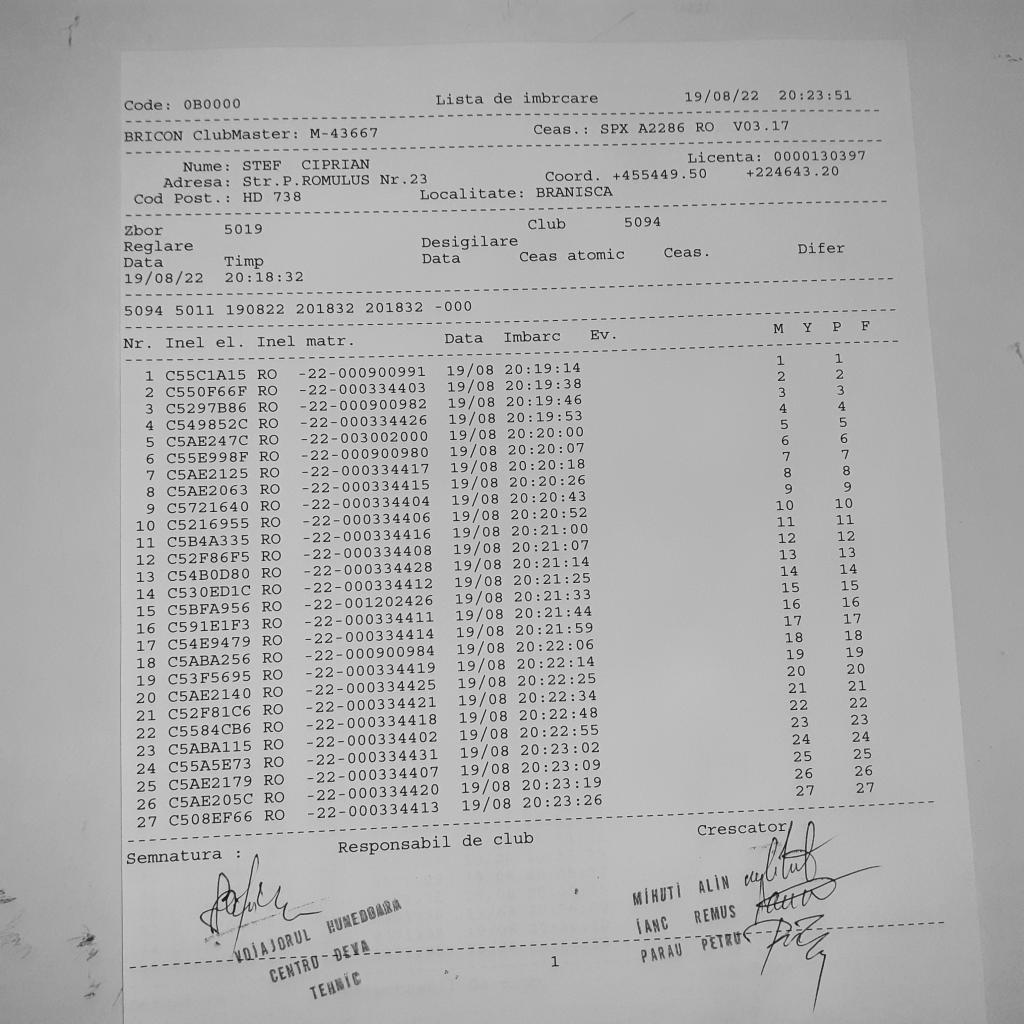 Code: 0B0000 Lista de imbrcare 19/08/22 20:23:51
BRICON ClubMaster: M-43667 Ceas.: SPX A2286 RO V03.17
Nume: STEF CIPRIAN Licenta: 0000130397
Adresa: Str.P.ROMULUS Nr.23 Coord. +455449.50 +224643.20
Cod Post.: HD 738 Localitate: BRANISCA
Zbor 5019 Club 5094
Reglare Desigilare
Data Timp Data Ceas atomic Ceas. Difer
19/08/22 20:18:32
5094 5011 190822 201832 201832 -000
Nr. Inel el. Inel matr. Data Imbarc Ev. M Y P F
1 C55C1A15 RO -22-000900991 19/08 20:19:14 1 1
2 C550F66F RO -22-000334403 19/08 20:19:38 2 2
3 C5297B86 RO -22-000900982 19/08 20:19:46 3 3
4 C549852C RO -22-000334426 19/08 20:19:53 4 4
5 C5AE247C RO -22-003002000 19/08 20:20:00 5 5
6 C55E998F RO -22-000900980 19/08 20:20:07 6 6
7 C5AE2125 RO -22-000334417 19/08 20:20:18 7 7
8 C5AE2063 RO -22-000334415 19/08 20:20:26 8 8
9 C5721640 RO -22-000334404 19/08 20:20:43 9 9
10 C5216955 RO -22-000334406 19/08 20:20:52 10 10
11 C5B4A335 RO -22-000334416 19/08 20:21:00 11 11
12 C52F86F5 RO -22-000334408 19/08 20:21:07 12 12
13 C54B0D80 RO -22-000334428 19/08 20:21:14 13 13
14 C530ED1C RO -22-000334412 19/08 20:21:25 14 14
15 C5BFA956 RO -22-001202426 19/08 20:21:33 15 15
16 C591E1F3 RO -22-000334411 19/08 20:21:44 16 16
17 C54E9479 RO -22-000334414 19/08 20:21:59 17 17
18 C5ABA256 RO -22-000900984 19/08 20:22:06 18 18
19 C53F5695 RO -22-000334419 19/08 20:22:14 19 19
20 C5AE2140 RO -22-000334425 19/08 20:22:25 20 20
21 C52F81C6 RO -22-000334421 19/08 20:22:34 21 21
22 C5584CB6 RO -22-000334418 19/08 20:22:48 22 22
23 C5ABA115 RO -22-000334402 19/08 20:22:55 23 23
24 C55A5E73 RO -22-000334431 19/08 20:23:02 24 24
25 C5AE2179 RO -22-000334407 19/08 20:23:09 25 25
26 C5AE205C RO -22-000334420 19/08 20:23:19 26 26
27 C508EF66 RO -22-000334413 19/08 20:23:26 27 27
Semnatura : Responsabil de club Crescator
MIHUTI ALIN
IANC REMUS
PARAU PETRU
VOIAJORUL HUNEDOARA
CENTRO DEVA
TEHNIC
1